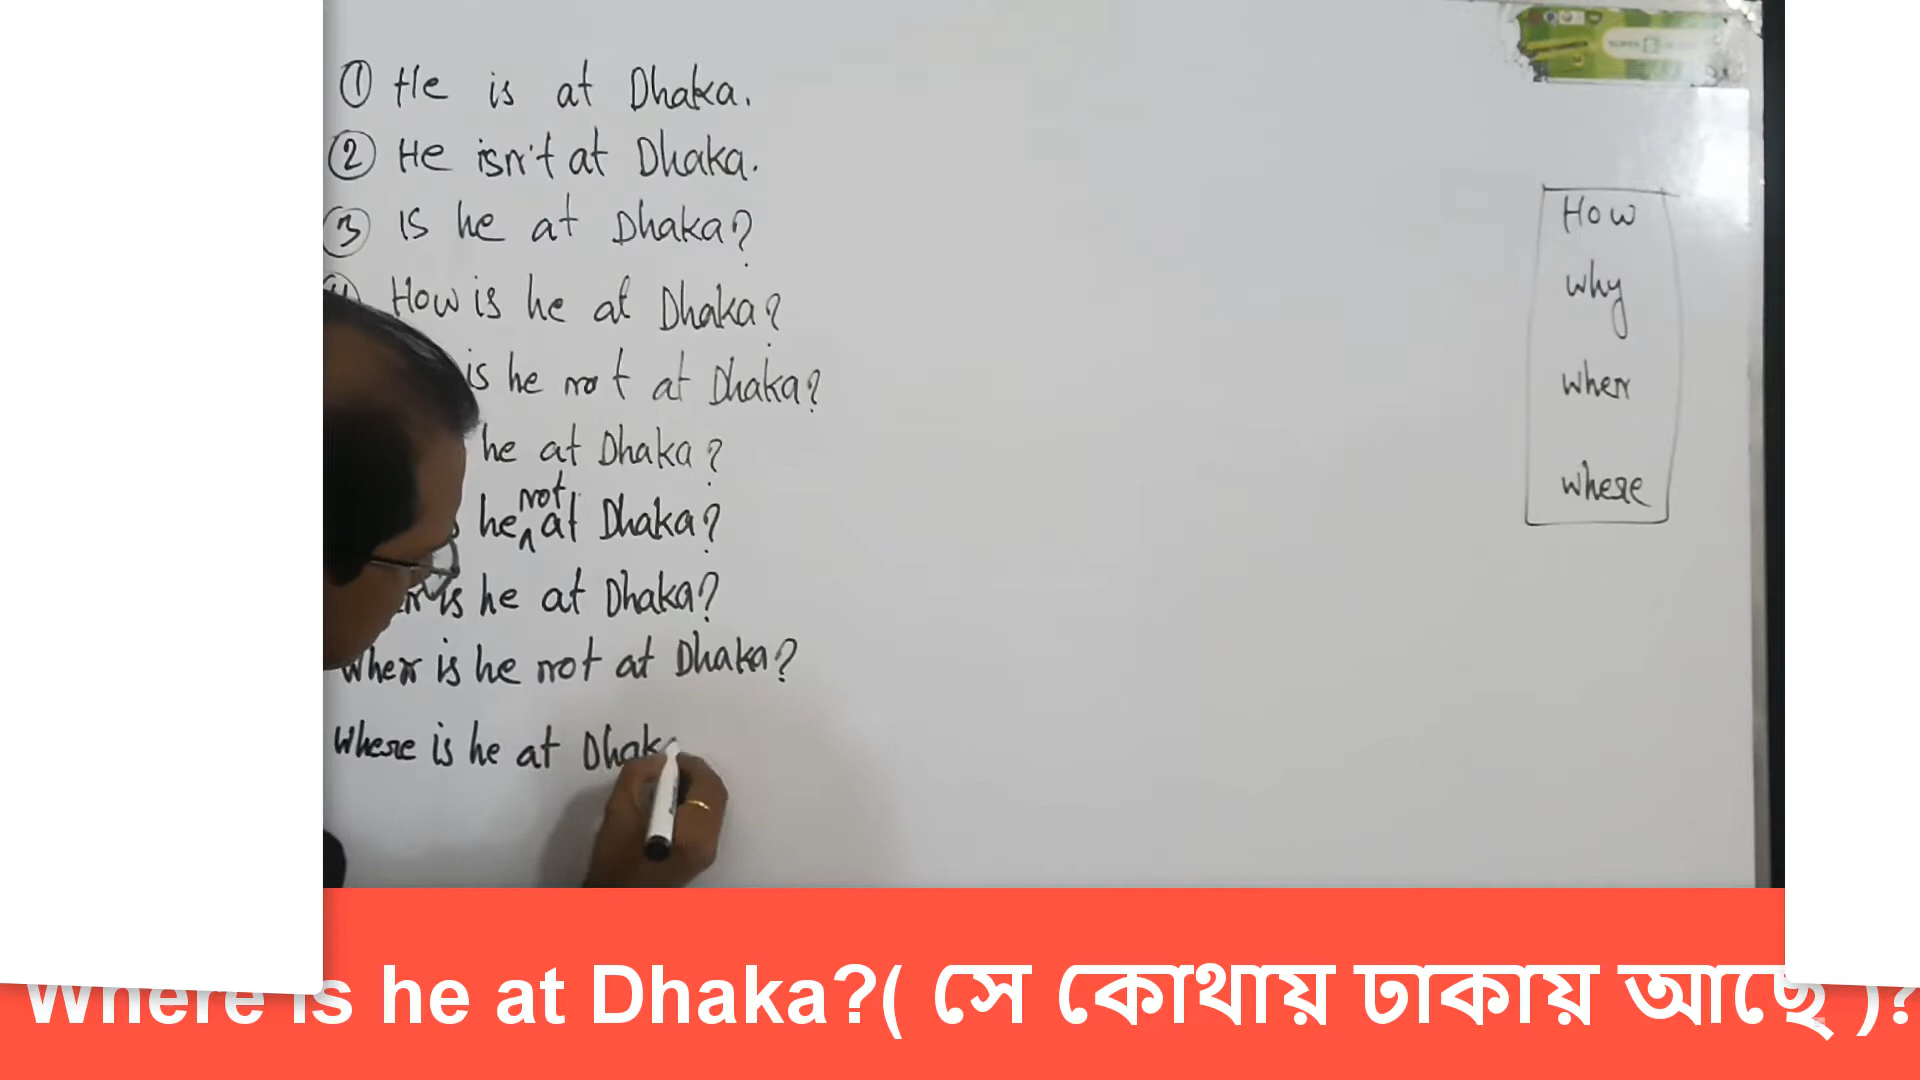 ① He is at Dhaka.
② He isn't at Dhaka.
③ Is he at Dhaka?
How is he at Dhaka?
is he not at Dhaka?
he at Dhaka?
he not at Dhaka?
is he at Dhaka?
When is he not at Dhaka?
Where is he at Dhaka
How
why
when
where
Where is he at Dhaka?( সে কোথায় ঢাকায় আছে )?